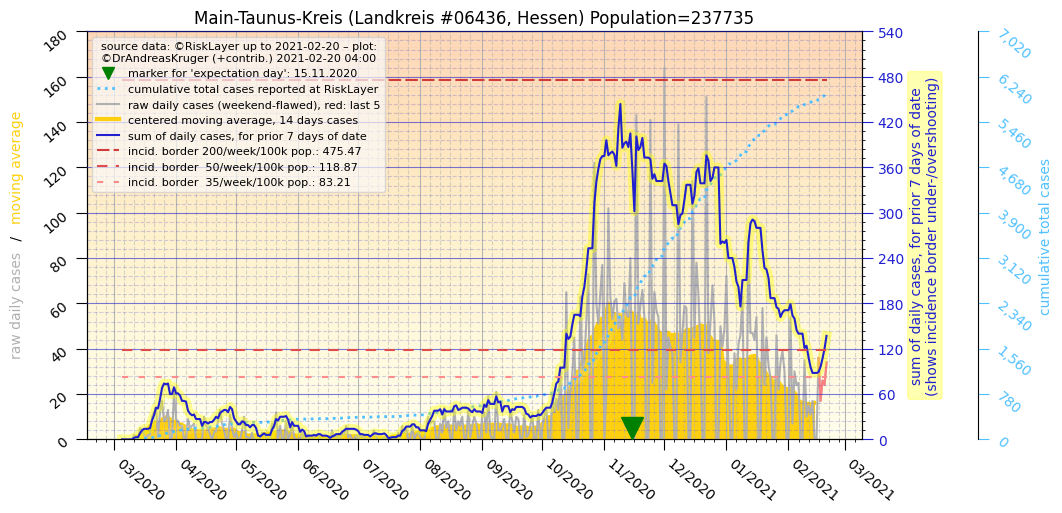 Main-Taunus-Kreis (Landkreis #06436, Hessen) Population=237735
source data: ©RiskLayer up to 2021-02-20 – plot:
©DrAndreasKruger (+contrib.) 2021-02-20 04:00
marker for 'expectation day': 15.11.2020
cumulative total cases reported at RiskLayer
raw daily cases (weekend-flawed), red: last 5
centered moving average, 14 days cases
sum of daily cases, for prior 7 days of date
incid. border 200/week/100k pop.: 475.47
incid. border  50/week/100k pop.: 118.87
incid. border  35/week/100k pop.: 83.21
raw daily cases / moving average
180
160
140
120
100
80
60
40
20
0
03/2020
04/2020
05/2020
06/2020
07/2020
08/2020
09/2020
10/2020
11/2020
12/2020
01/2021
02/2021
03/2021
540
480
420
360
300
240
180
120
60
0
sum of daily cases, for prior 7 days of date
(shows incidence border under-/overshooting)
7,020
6,240
5,460
4,680
3,900
3,120
2,340
1,560
780
0
cumulative total cases